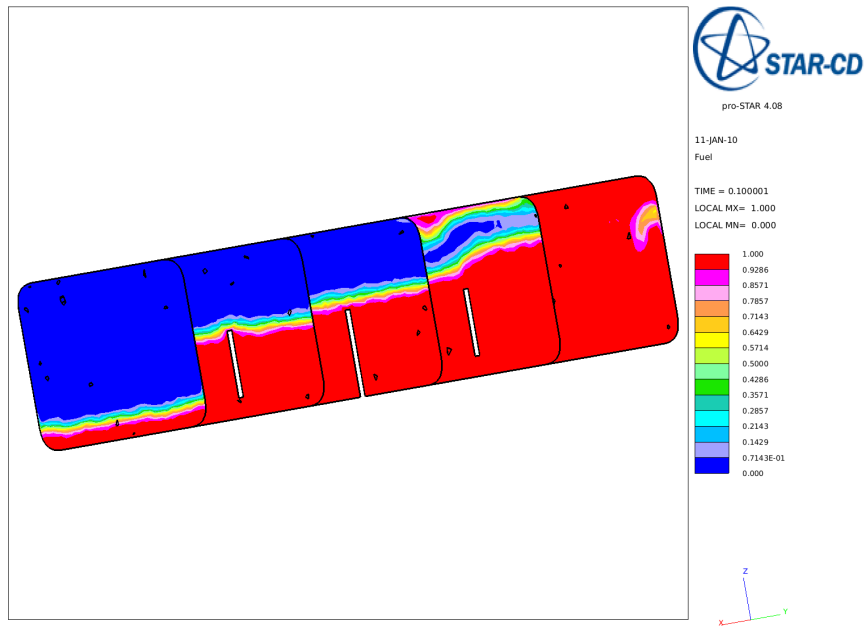 STAR-CD
pro-STAR 4.08
11-JAN-10
Fuel
TIME = 0.100001
LOCAL MX= 1.000
LOCAL MN= 0.000
1.000
0.9286
0.8571
0.7857
0.7143
0.6429
0.5714
0.5000
0.4286
0.3571
0.2857
0.2143
0.1429
0.7143E-01
0.000
Z
Y
X